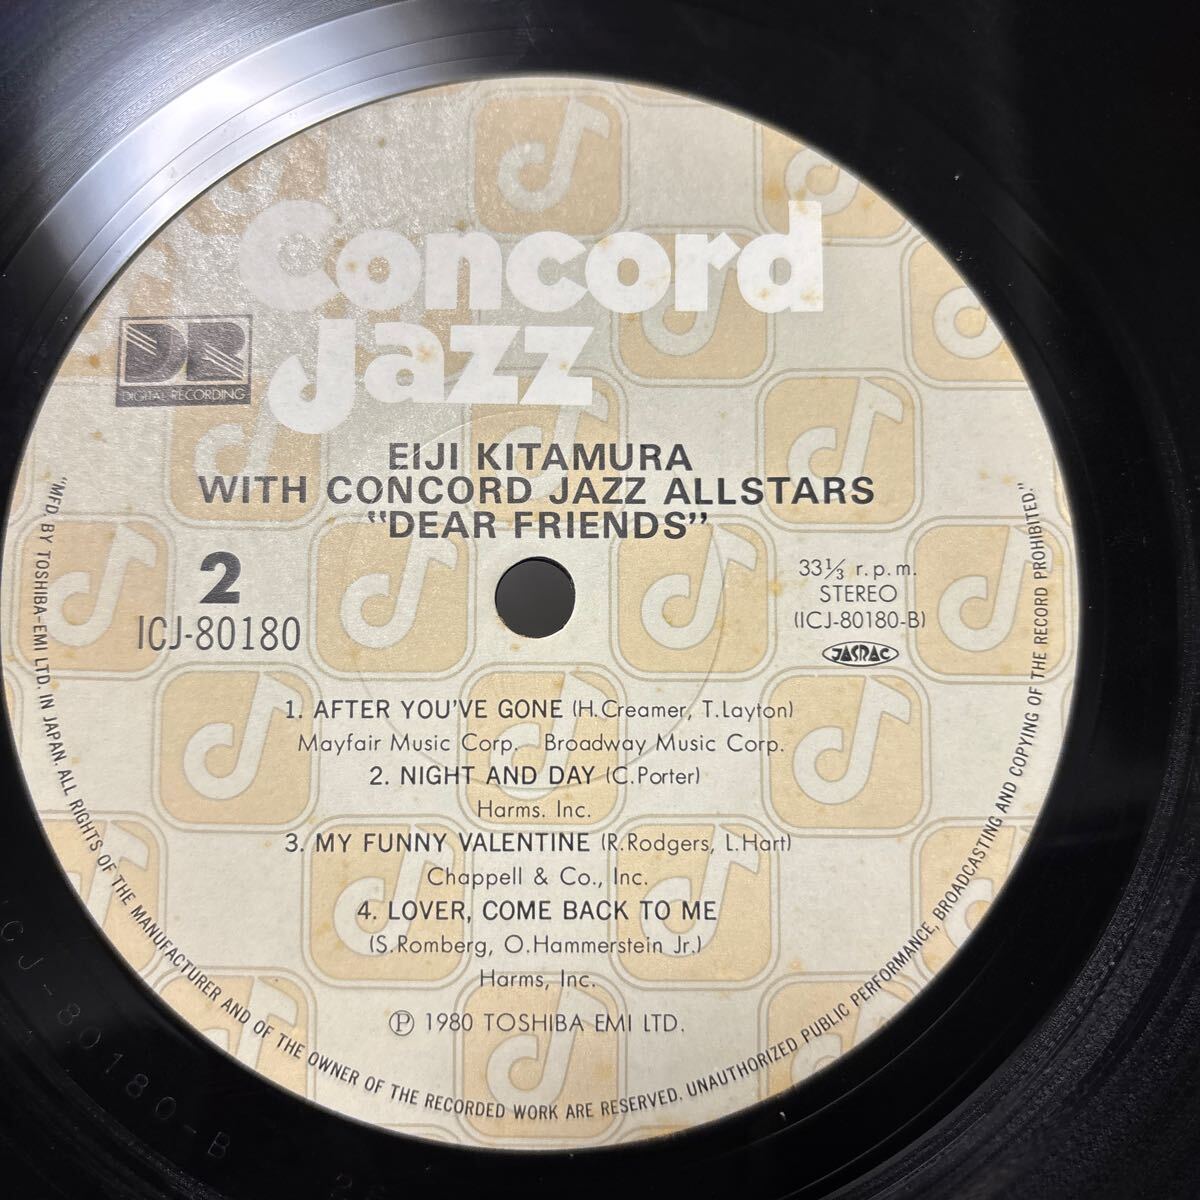 Concord
Jazz
DR
DIGITAL RECORDING
EIJI KITAMURA
WITH CONCORD JAZZ ALLSTARS
"DEAR FRIENDS"
2
ICJ-80180
33⅓ r.p.m.
STEREO
(ICJ-80180-B)
JASRAC
1. AFTER YOU'VE GONE (H.Creamer, T.Layton)
Mayfair Music Corp. Broadway Music Corp.
2. NIGHT AND DAY (C.Porter)
Harms. Inc.
3. MY FUNNY VALENTINE (R.Rodgers, L.Hart)
Chappell & Co., Inc.
4. LOVER, COME BACK TO ME
(S.Romberg, O.Hammerstein Jr.)
Harms, Inc.
Ⓟ 1980 TOSHIBA EMI LTD.
"MFD. BY TOSHIBA-EMI LTD. IN JAPAN. ALL RIGHTS OF THE MANUFACTURER AND OF THE OWNER OF THE RECORDED WORK ARE RESERVED. UNAUTHORIZED PUBLIC PERFORMANCE, BROADCASTING AND COPYING OF THE RECORD PROHIBITED."
CJ-80180-B